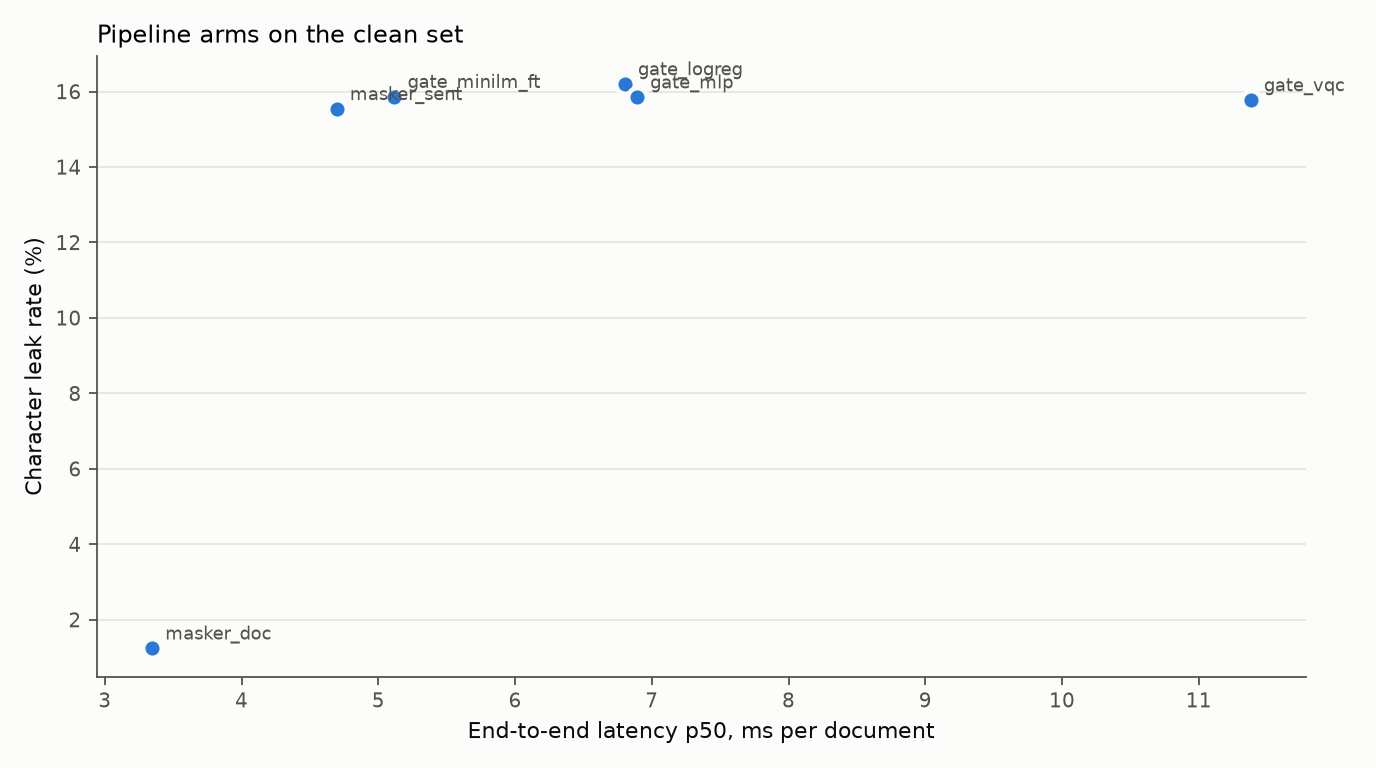 Pipeline arms on the clean set
gate_logreg
gate_minilm_ft
gate_mlp
gate_vqc
masker_sent
masker_doc
Character leak rate (%)
16
14
12
10
8
6
4
2
3 4 5 6 7 8 9 10 11
End-to-end latency p50, ms per document